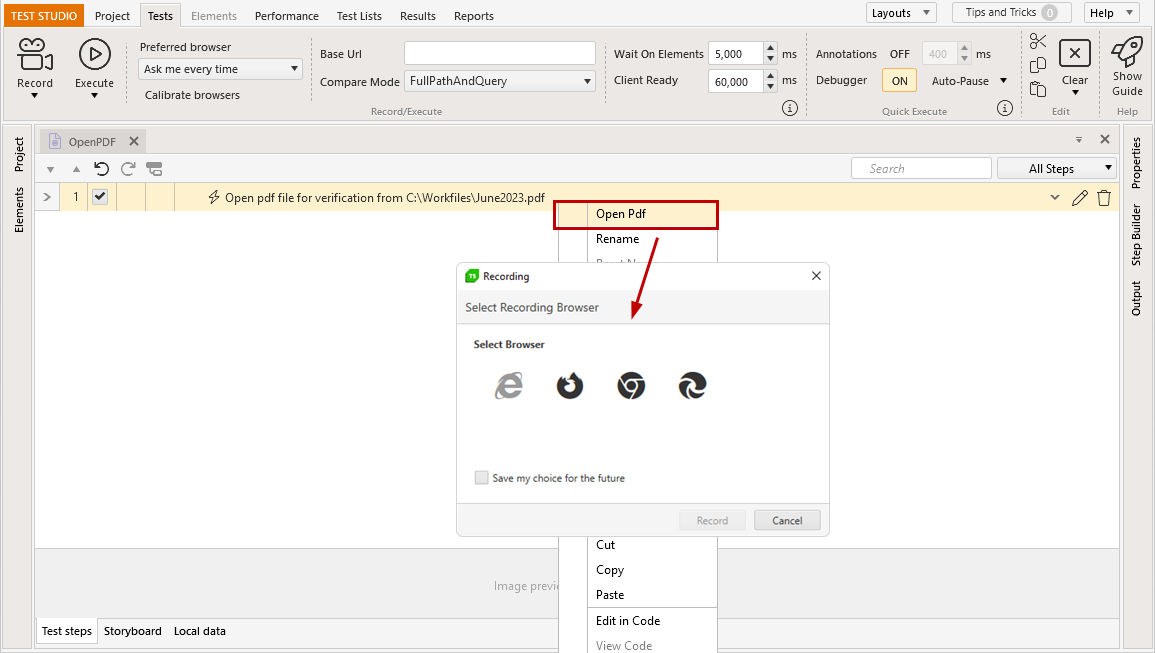 TEST STUDIO Project Tests Elements Performance Test Lists Results Reports Layouts Tips and Tricks 0 Help
Preferred browser
Ask me every time
Calibrate browsers
Record
Execute
Base Url
Compare Mode FullPathAndQuery
Record/Execute
Wait On Elements 5,000 ms
Client Ready 60,000 ms
Annotations OFF 400 ms
Debugger ON Auto-Pause
Quick Execute
Clear
Edit
Show
Guide
Help
Project
Elements
OpenPDF
Search
All Steps
1 Open pdf file for verification from C:\Workfiles\June2023.pdf
Open Pdf
Rename
TS Recording
Select Recording Browser
Select Browser
Save my choice for the future
Record Cancel
Cut
Copy
Paste
Edit in Code
View Code
Image previ
Test steps Storyboard Local data
Properties
Step Builder
Output